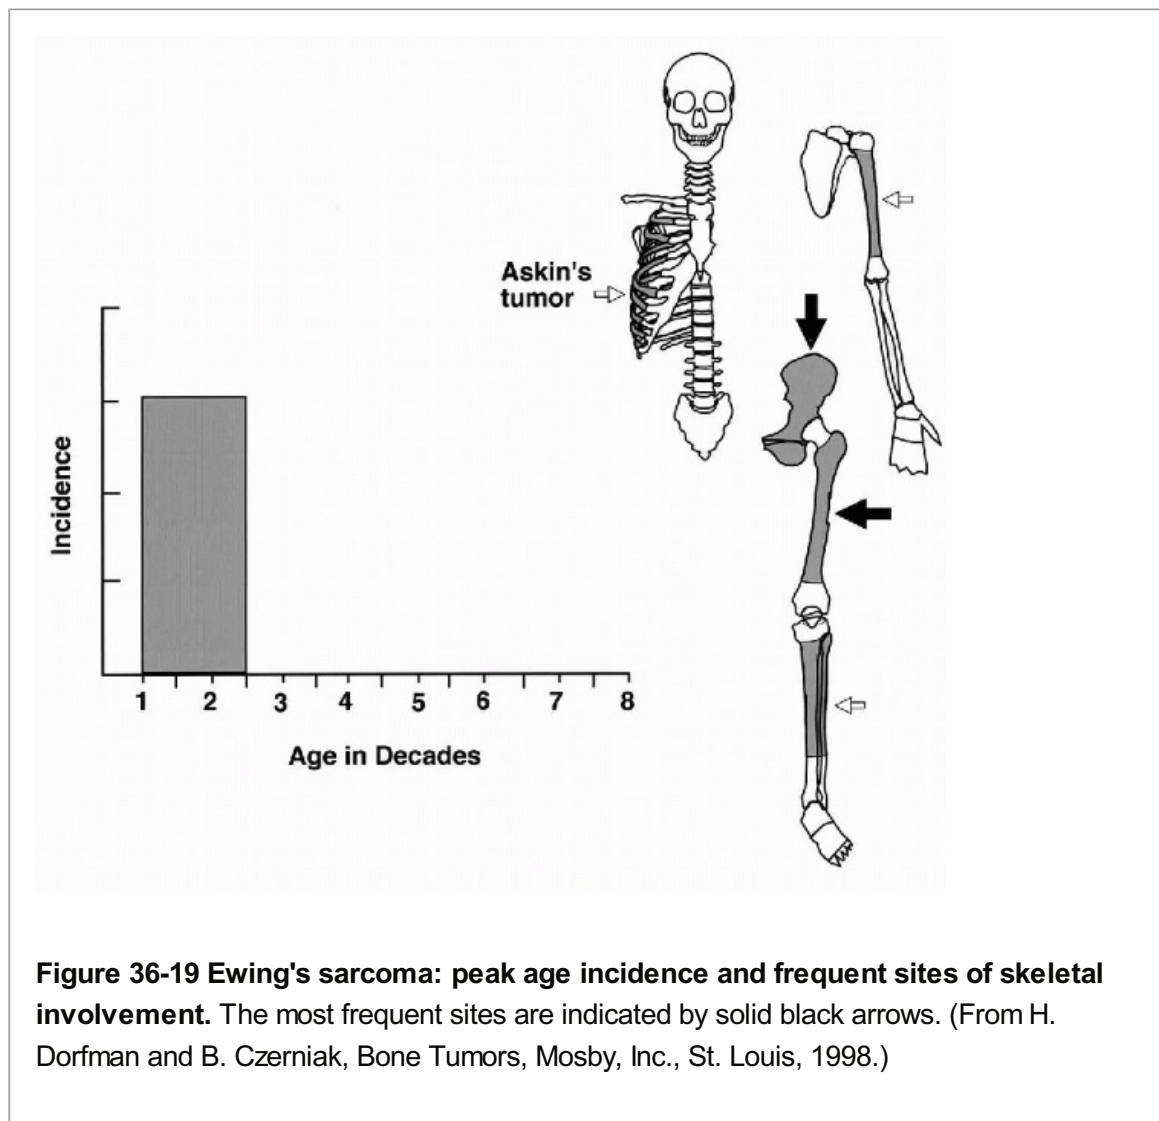 Askin's
tumor
Incidence
1 2 3 4 5 6 7 8
Age in Decades
Figure 36-19 Ewing's sarcoma: peak age incidence and frequent sites of skeletal
involvement. The most frequent sites are indicated by solid black arrows. (From H.
Dorfman and B. Czerniak, Bone Tumors, Mosby, Inc., St. Louis, 1998.)